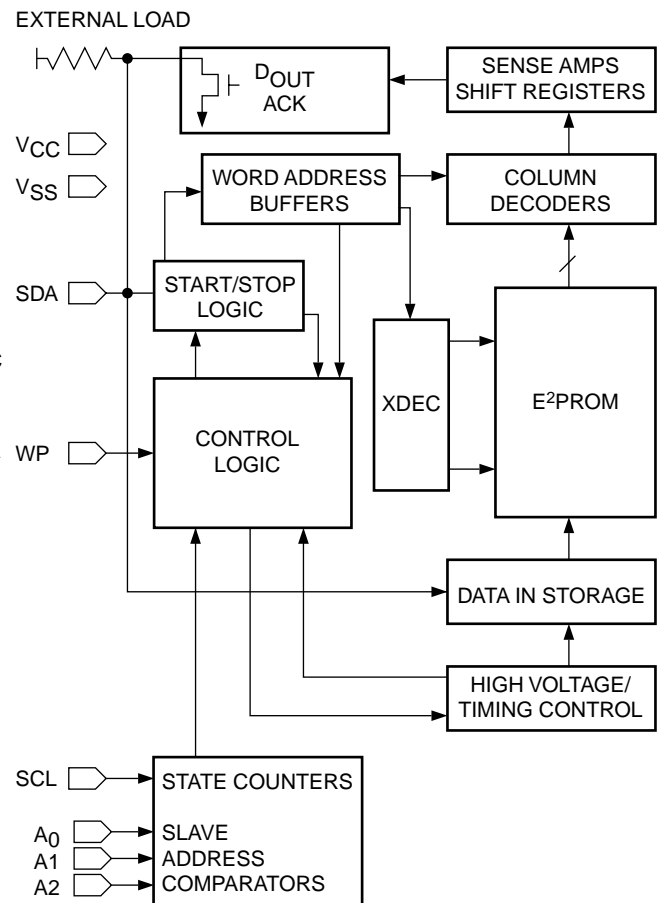 EXTERNAL LOAD
DOUT
ACK
SENSE AMPS
SHIFT REGISTERS
VCC
VSS
WORD ADDRESS
BUFFERS
COLUMN
DECODERS
SDA
START/STOP
LOGIC
XDEC
E²PROM
WP
CONTROL
LOGIC
DATA IN STORAGE
HIGH VOLTAGE/
TIMING CONTROL
SCL
STATE COUNTERS
A0
SLAVE
A1
ADDRESS
A2
COMPARATORS